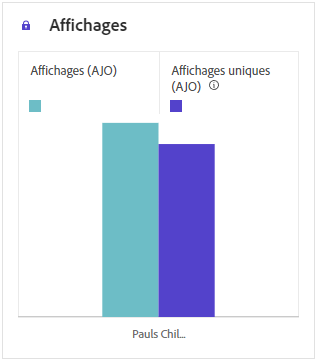 Affichages
Affichages (AJO)
Affichages uniques
(AJO)
Pauls Chil...